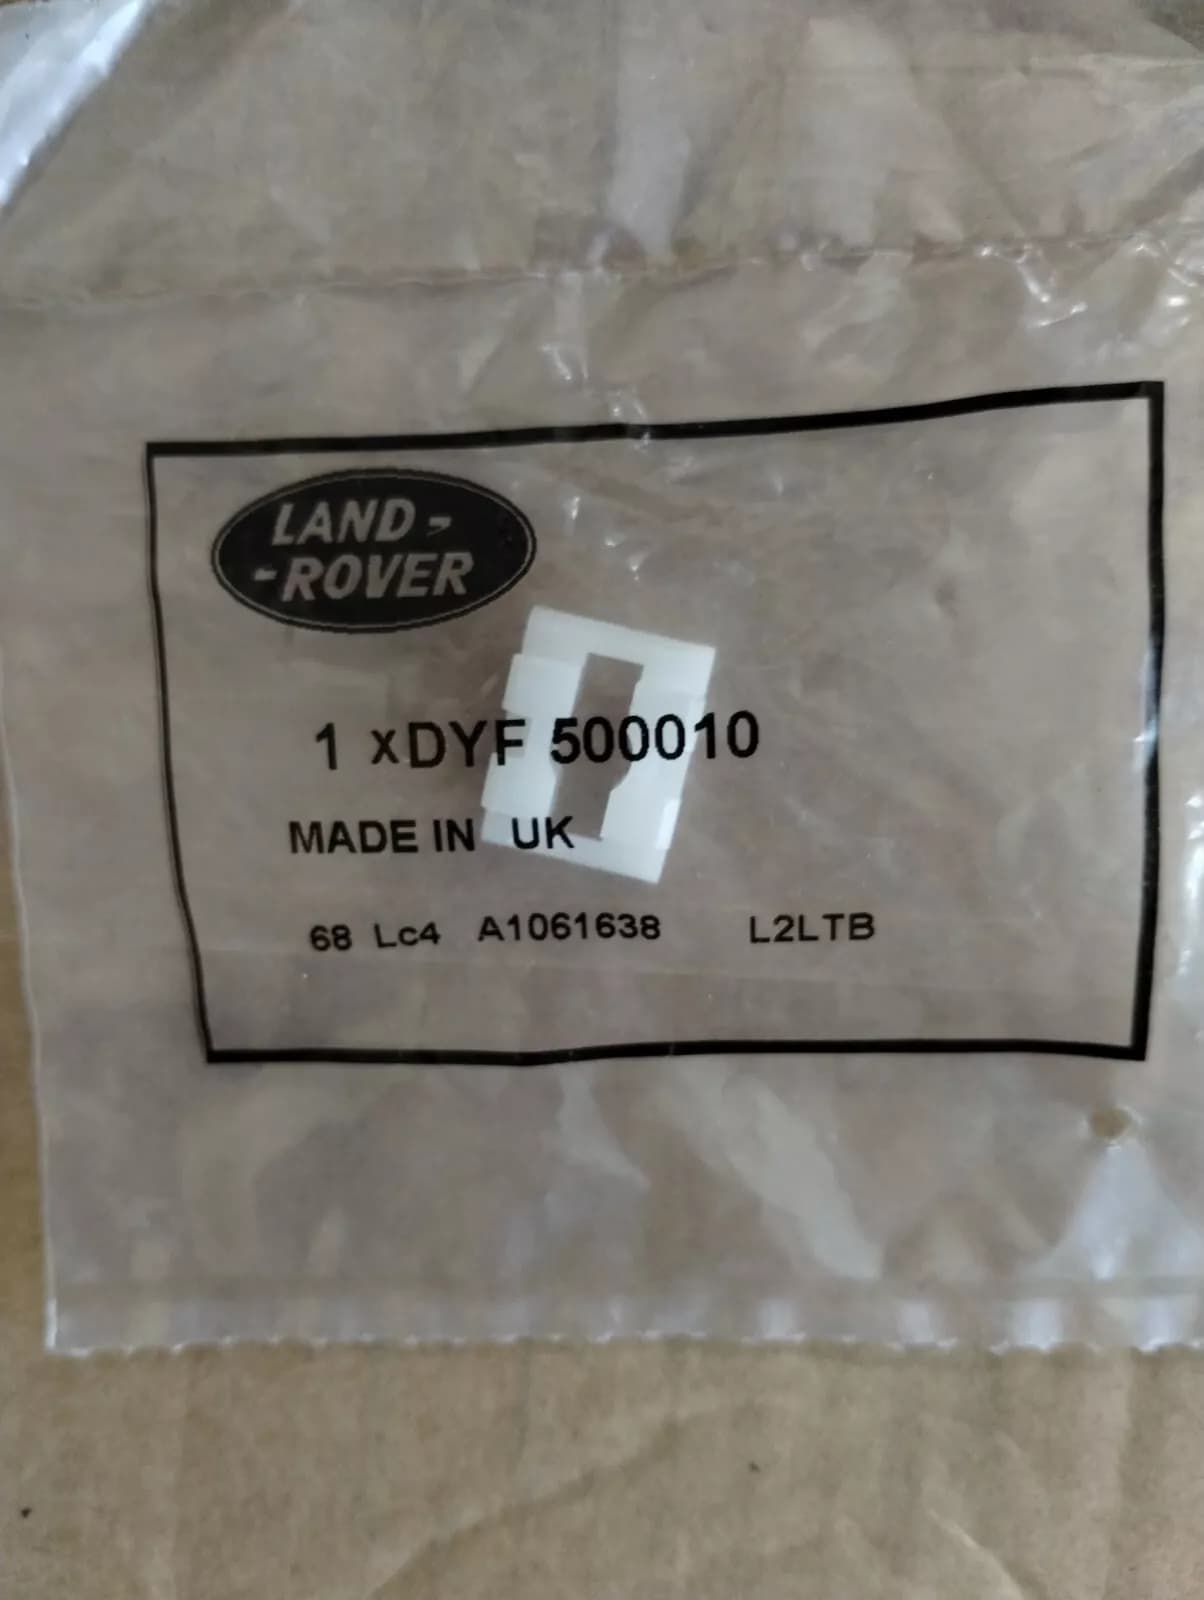 LAND -
-ROVER
1 xDYF 500010
MADE IN UK
68 Lc4 A1061638 L2LTB